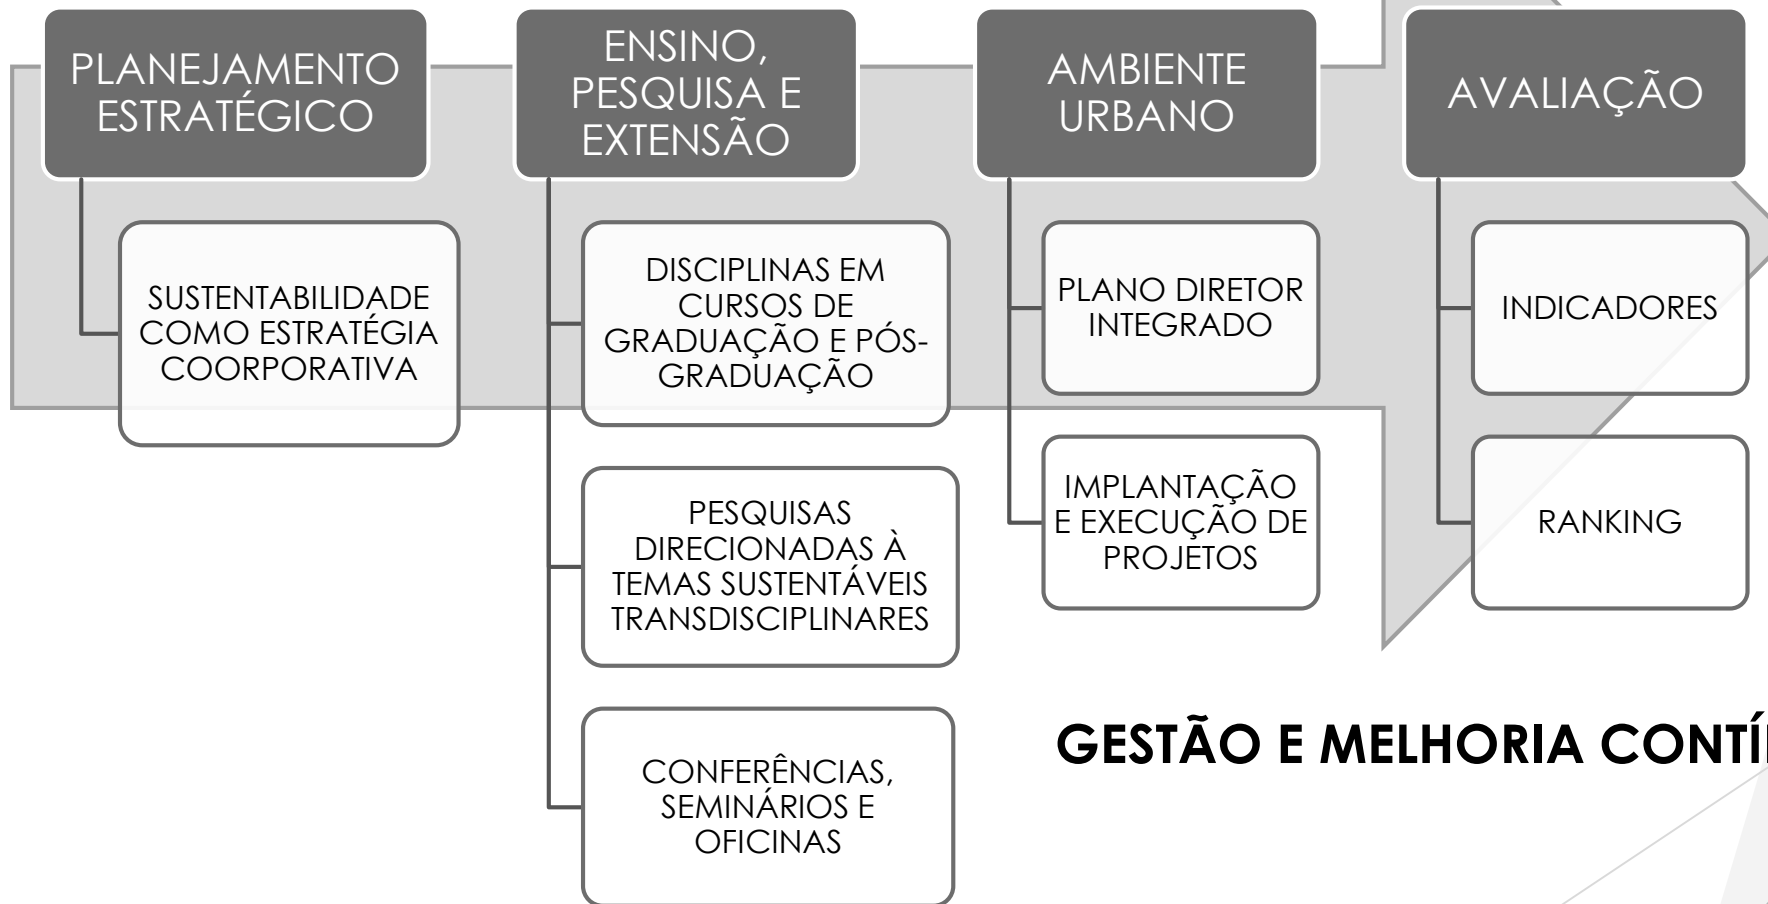 PLANEJAMENTO
ESTRATÉGICO
SUSTENTABILIDADE
COMO ESTRATÉGIA
COORPORATIVA
ENSINO,
PESQUISA E
EXTENSÃO
DISCIPLINAS EM
CURSOS DE
GRADUAÇÃO E PÓS-
GRADUAÇÃO
PESQUISAS
DIRECIONADAS À
TEMAS SUSTENTÁVEIS
TRANSDISCIPLINARES
CONFERÊNCIAS,
SEMINÁRIOS E
OFICINAS
AMBIENTE
URBANO
PLANO DIRETOR
INTEGRADO
IMPLANTAÇÃO
E EXECUÇÃO DE
PROJETOS
AVALIAÇÃO
INDICADORES
RANKING
GESTÃO E MELHORIA